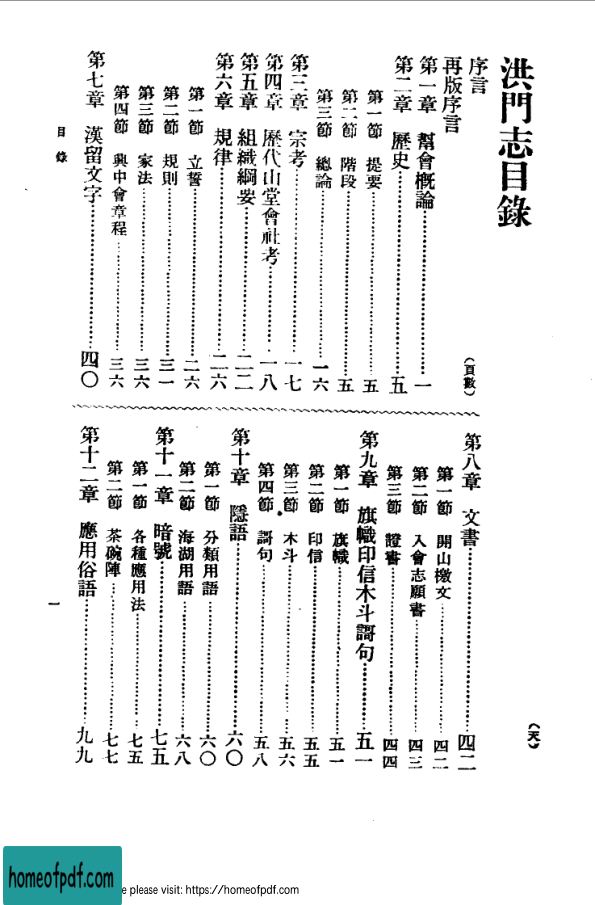 洪門志目錄
序言
再版序言
(頁數)
第一章 幫會概論 一
第二章 歷史 五
第一節 提要 五
第二節 階段 五
第三節 總論 一六
第三章 宗考 一七
第四章 歷代山堂會社考 一八
第五章 組織綱要 二二
第六章 規律 二六
第一節 立誓 二六
第二節 規則 三一
第三節 家法 三六
第四節 興中會章程 三六
第七章 漢留文字 四〇
目錄
(天)
第八章 文書 四二
第一節 開山檄文 四二
第二節 入會志願書 四三
第三節 證書 四四
第九章 旗幟印信木斗謌句 五一
第一節 旗幟 五一
第二節 印信 五五
第三節 木斗 五六
第四節 謌句 五八
第十章 隱語 六〇
第一節 分類用語 六〇
第二節 海湖用語 六八
第十一章 暗號 七五
第一節 各種應用法 七五
第二節 茶碗陣 七七
第十二章 應用俗語 九九
一
homeofpdf.com
e please visit: https://homeofpdf.com